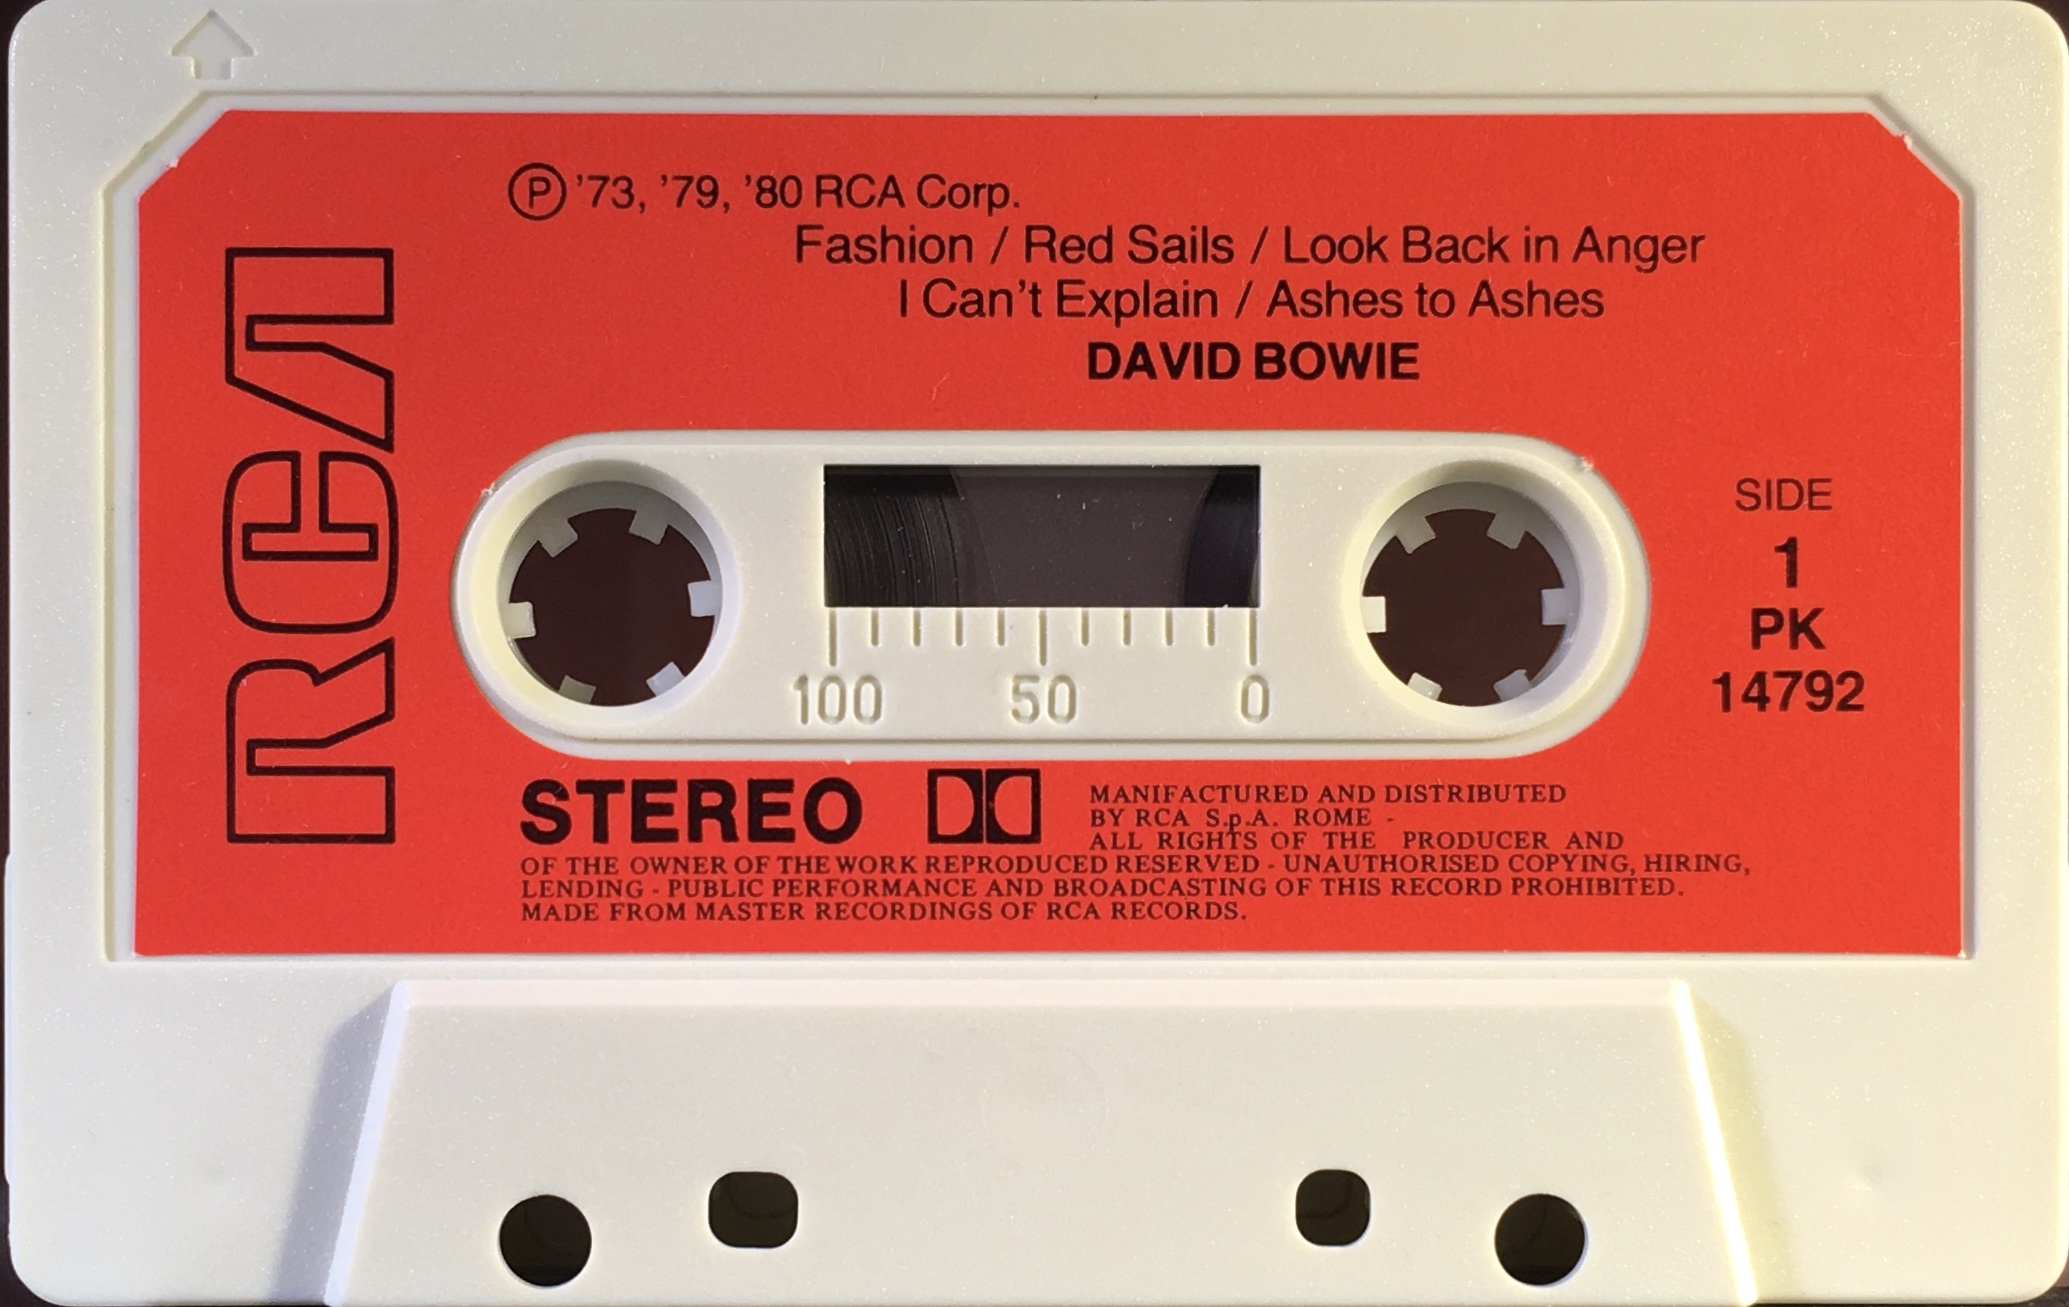 Ⓟ '73, '79, '80 RCA Corp.
Fashion / Red Sails / Look Back in Anger
I Can't Explain / Ashes to Ashes
DAVID BOWIE
RCA
SIDE
1
PK
14792
100 50 0
STEREO
MANIFACTURED AND DISTRIBUTED
BY RCA S.p.A. ROME -
ALL RIGHTS OF THE PRODUCER AND
OF THE OWNER OF THE WORK REPRODUCED RESERVED - UNAUTHORISED COPYING, HIRING,
LENDING - PUBLIC PERFORMANCE AND BROADCASTING OF THIS RECORD PROHIBITED.
MADE FROM MASTER RECORDINGS OF RCA RECORDS.